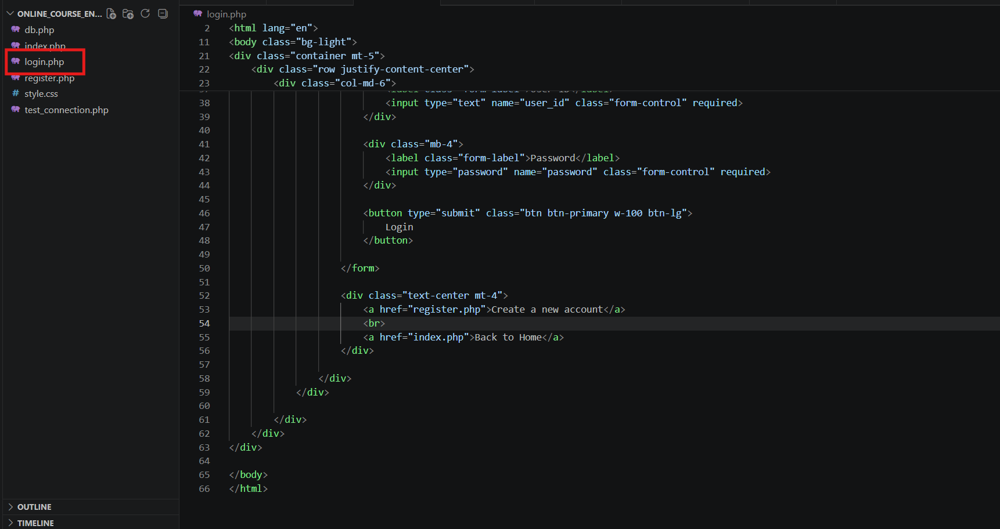 ONLINE_COURSE_EN...
db.php
index.php
login.php
register.php
style.css
test_connection.php
OUTLINE
TIMELINE
login.php
2 <html lang="en">
11 <body class="bg-light">
21 <div class="container mt-5">
22 <div class="row justify-content-center">
23 <div class="col-md-6">
38 <input type="text" name="user_id" class="form-control" required>
39 </div>
40
41 <div class="mb-4">
42 <label class="form-label">Password</label>
43 <input type="password" name="password" class="form-control" required>
44 </div>
45
46 <button type="submit" class="btn btn-primary w-100 btn-lg">
47 Login
48 </button>
49
50 </form>
51
52 <div class="text-center mt-4">
53 <a href="register.php">Create a new account</a>
54 <br>
55 <a href="index.php">Back to Home</a>
56 </div>
57
58 </div>
59 </div>
60
61 </div>
62 </div>
63 </div>
64
65 </body>
66 </html>